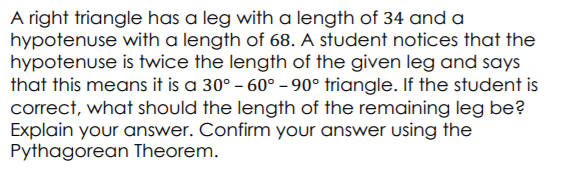 A right triangle has a leg with a length of 34 and a
hypotenuse with a length of 68. A student notices that the
hypotenuse is twice the length of the given leg and says
that this means it is a 30° – 60° – 90° triangle. If the student is
correct, what should the length of the remaining leg be?
Explain your answer. Confirm your answer using the
Pythagorean Theorem.